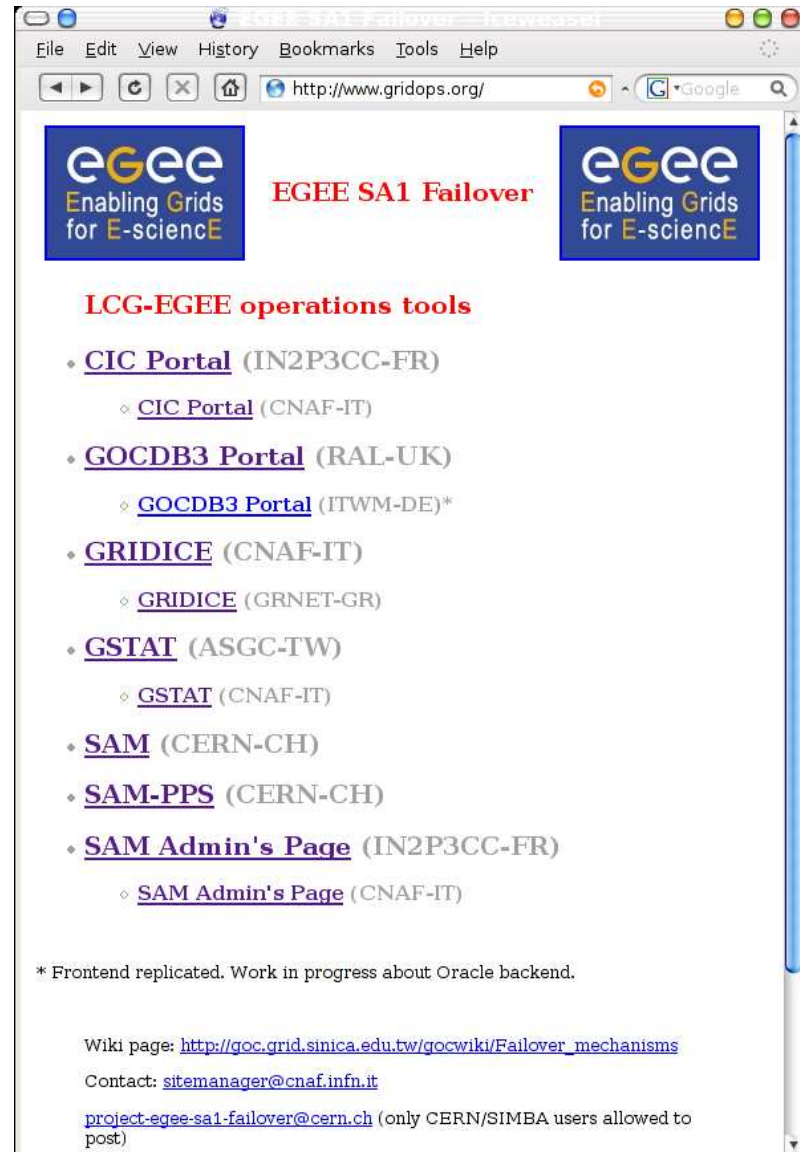 EGEE SA1 Failover - Iceweasel
File Edit View History Bookmarks Tools Help
http://www.gridops.org/ G Google
eGee
Enabling Grids
for E-sciencE
EGEE SA1 Failover
eGee
Enabling Grids
for E-sciencE
LCG-EGEE operations tools
CIC Portal (IN2P3CC-FR)
CIC Portal (CNAF-IT)
GOCDB3 Portal (RAL-UK)
GOCDB3 Portal (ITWM-DE)*
GRIDICE (CNAF-IT)
GRIDICE (GRNET-GR)
GSTAT (ASGC-TW)
GSTAT (CNAF-IT)
SAM (CERN-CH)
SAM-PPS (CERN-CH)
SAM Admin's Page (IN2P3CC-FR)
SAM Admin's Page (CNAF-IT)
* Frontend replicated. Work in progress about Oracle backend.
Wiki page: http://goc.grid.sinica.edu.tw/gocwiki/Failover_mechanisms
Contact: sitemanager@cnaf.infn.it
project-egee-sa1-failover@cern.ch (only CERN/SIMBA users allowed to
post)